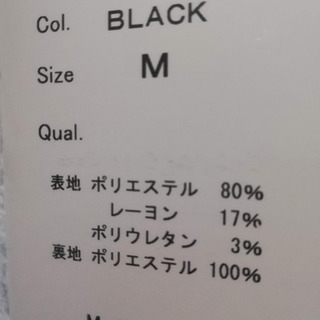 Col. BLACK
Size M
Qual.
表地 ポリエステル 80%
レーヨン 17%
ポリウレタン 3%
裏地 ポリエステル 100%